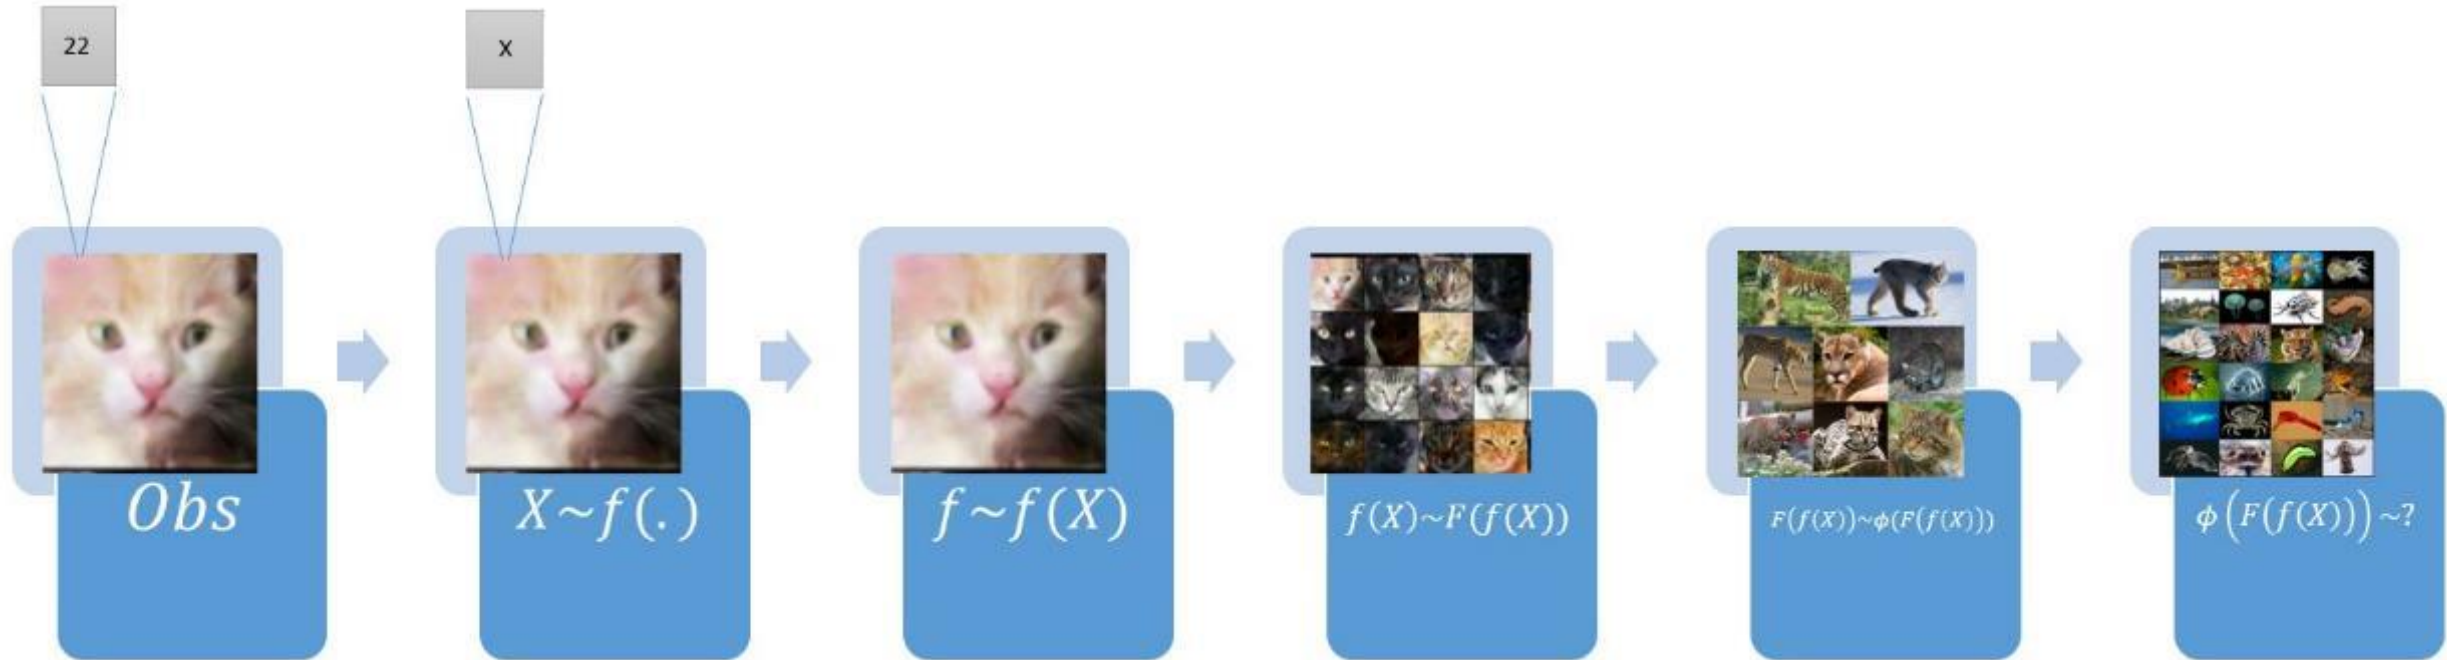 22
X
Obs
X~f(.)
f~f(X)
f(X)~F(f(X))
F(f(X))~ϕ(F(f(X)))
ϕ(F(f(X)))~?